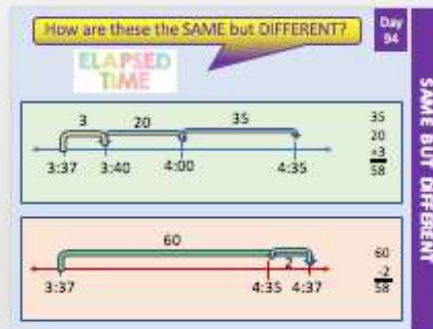 How are these the SAME but DIFFERENT?
Day
94
ELAPSED
TIME
SAME BUT DIFFERENT
3 20 35
3:37 3:40 4:00 4:35
35
20
+3
58
60
2
3:37 4:35 4:37
60
-2
58